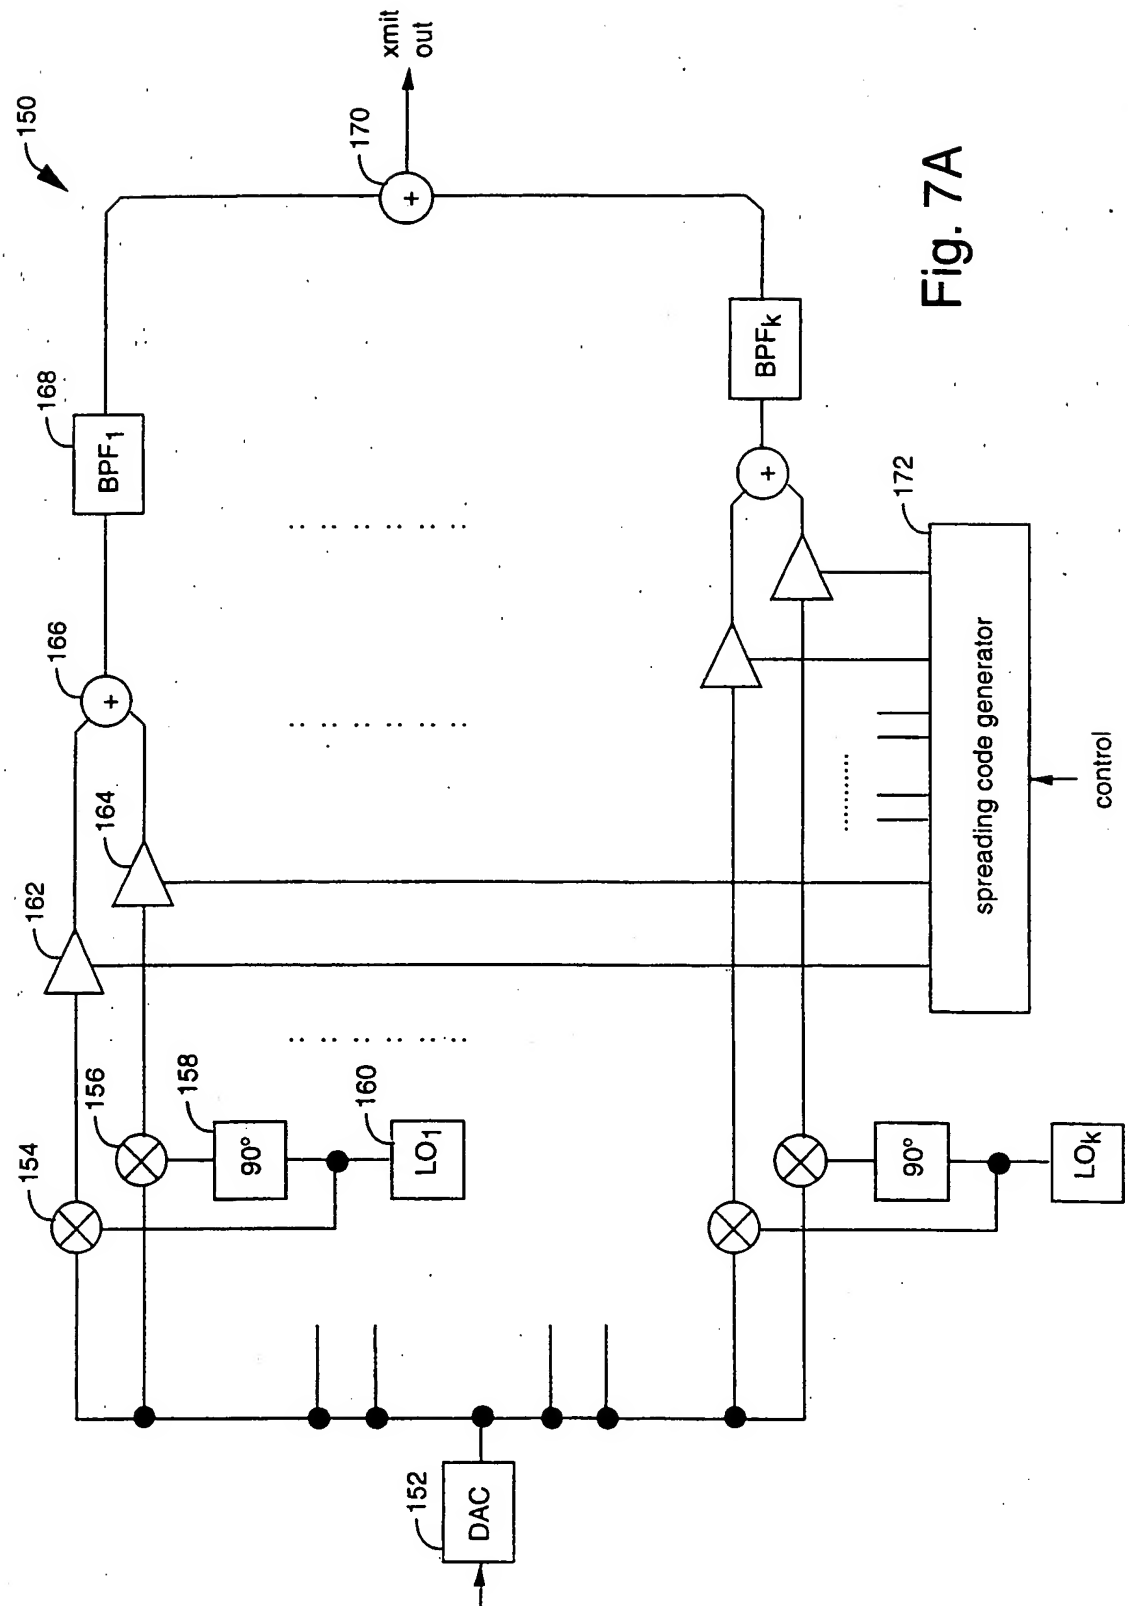 150
xmit
out
170
168
BPF1
166
+
+
162
164
154
156
158
90°
160
LO1
152
DAC
BPFk
+
172
spreading code generator
control
90°
LOk
Fig. 7A